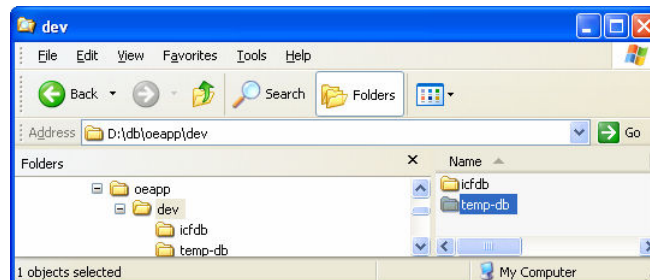 dev
File Edit View Favorites Tools Help
Back Search Folders
Address D:\db\oeapp\dev Go
Folders × Name
oeapp icfdb
dev temp-db
icfdb
temp-db
1 objects selected My Computer